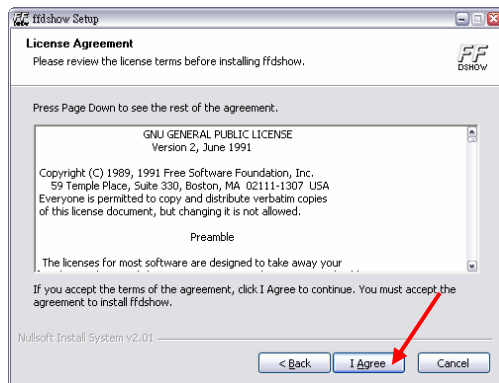 ffdshow Setup
License Agreement
Please review the license terms before installing ffdshow.
FF
DSHOW
Press Page Down to see the rest of the agreement.
GNU GENERAL PUBLIC LICENSE
Version 2, June 1991
Copyright (C) 1989, 1991 Free Software Foundation, Inc.
59 Temple Place, Suite 330, Boston, MA 02111-1307 USA
Everyone is permitted to copy and distribute verbatim copies
of this license document, but changing it is not allowed.
Preamble
The licenses for most software are designed to take away your
If you accept the terms of the agreement, click I Agree to continue. You must accept the
agreement to install ffdshow.
Nullsoft Install System v2.01
< Back
I Agree
Cancel